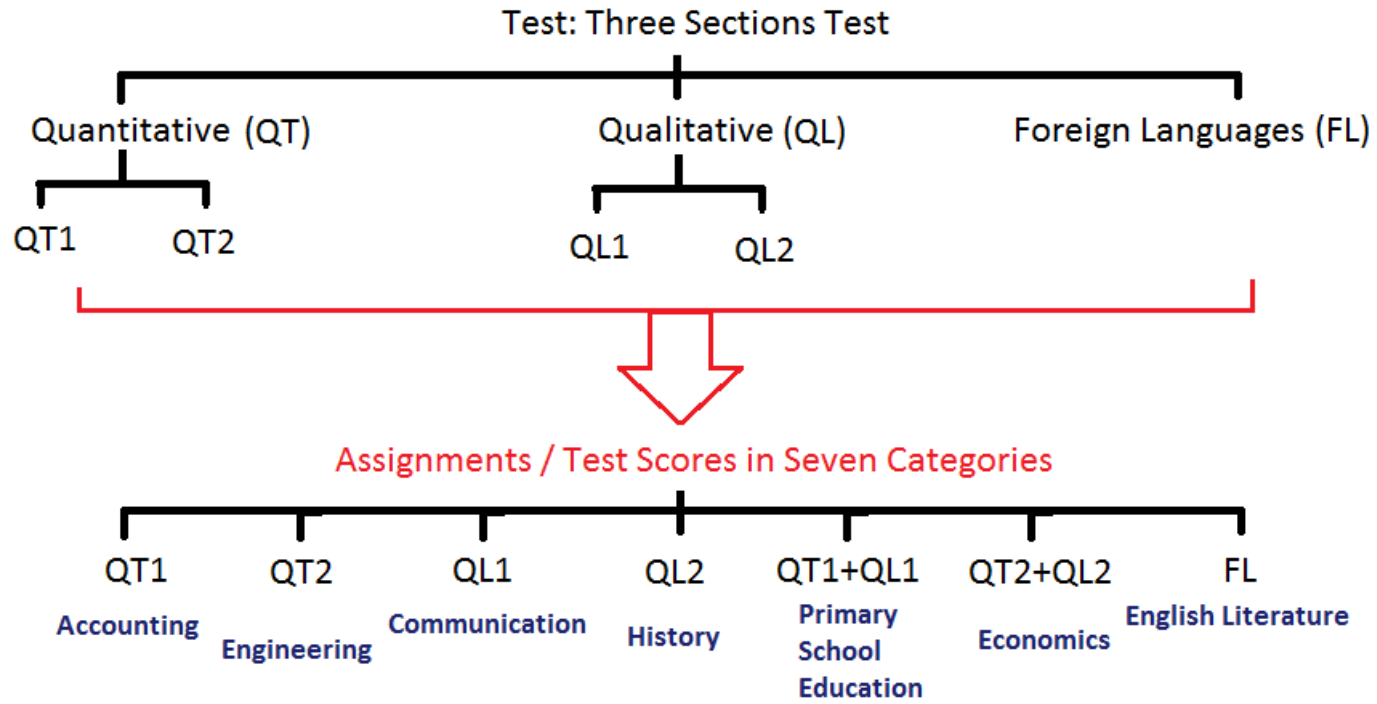 Test: Three Sections Test
Quantitative (QT)
Qualitative (QL)
Foreign Languages (FL)
QT1
QT2
QL1
QL2
Assignments / Test Scores in Seven Categories
QT1
QT2
QL1
QL2
QT1+QL1
QT2+QL2
FL
Accounting
Engineering
Communication
History
Primary
School
Education
Economics
English Literature